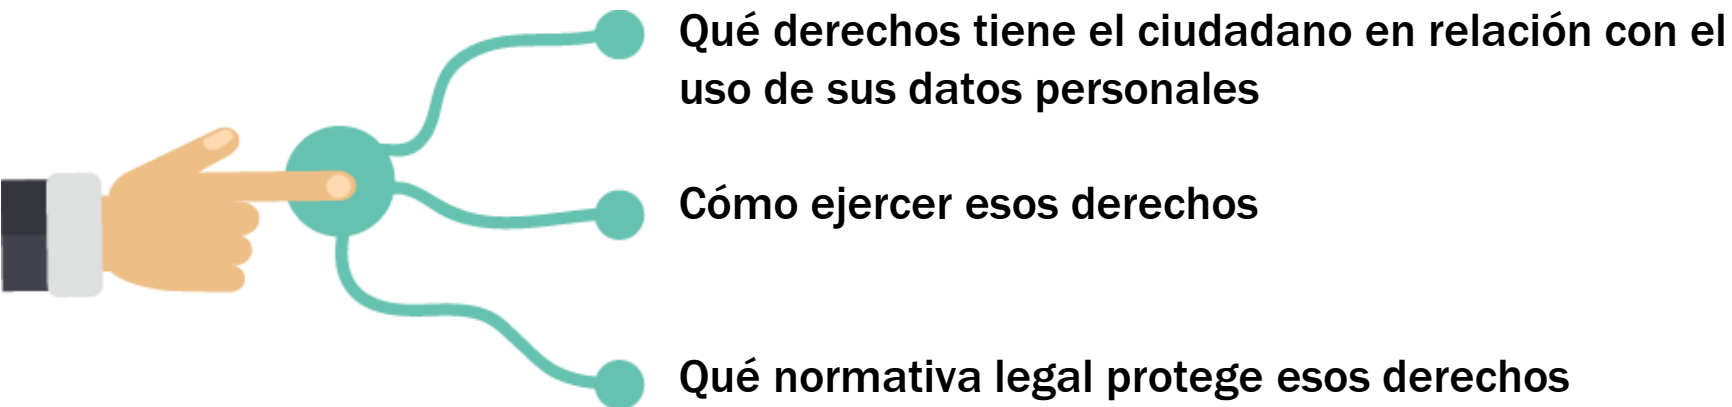 Qué derechos tiene el ciudadano en relación con el
uso de sus datos personales
Cómo ejercer esos derechos
Qué normativa legal protege esos derechos